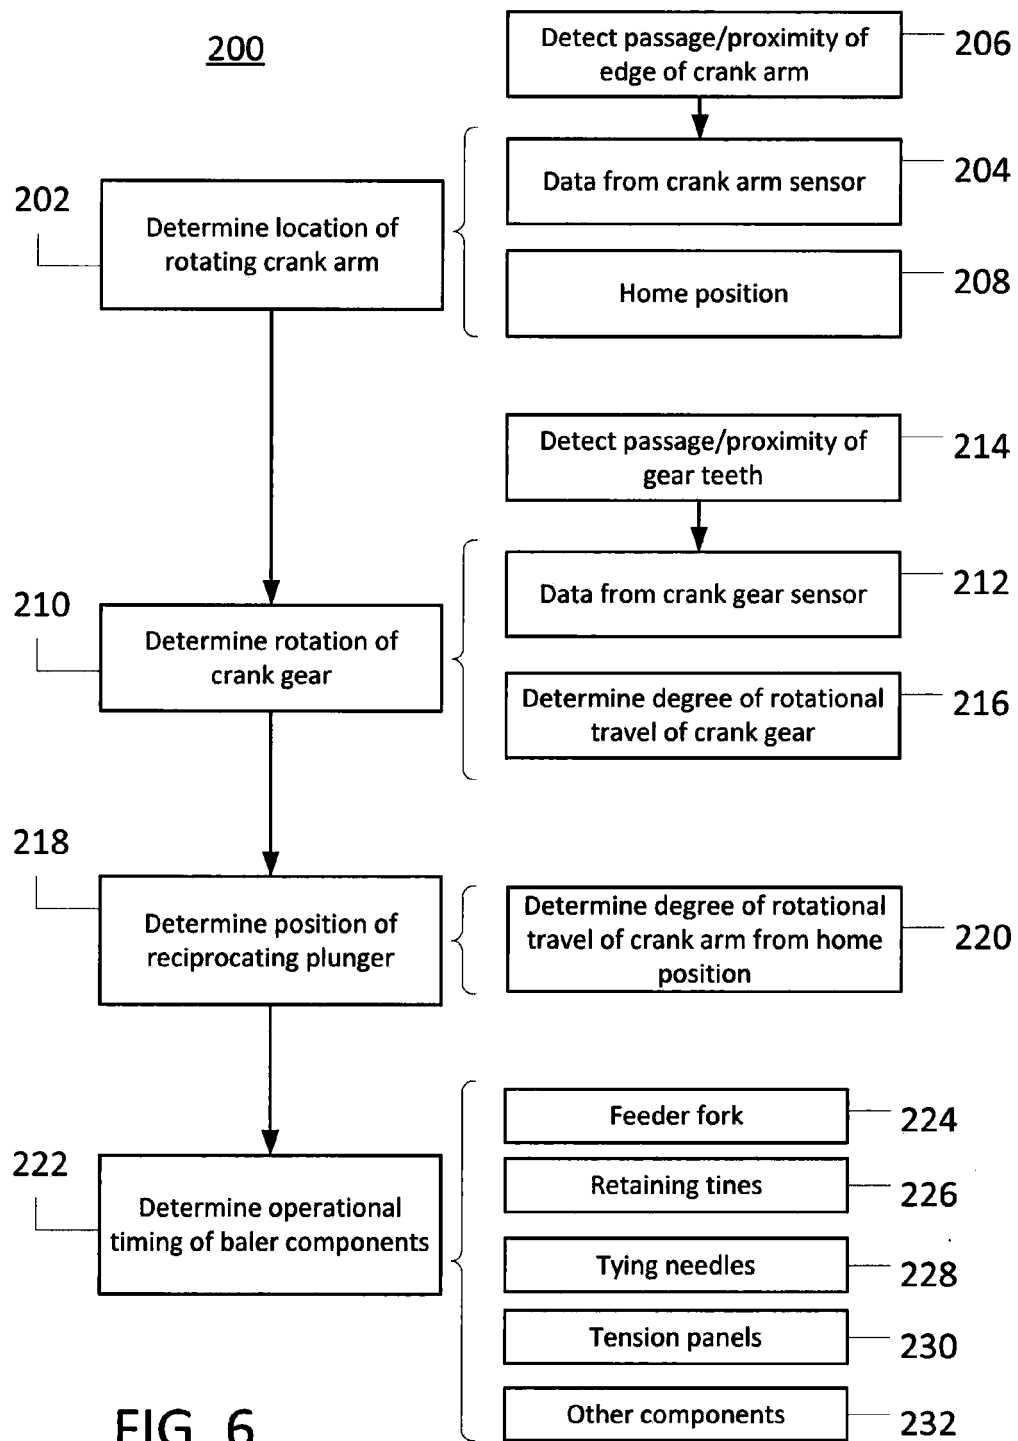 200
Detect passage/proximity of
edge of crank arm
206
202
Determine location of
rotating crank arm
Data from crank arm sensor
204
Home position
208
Detect passage/proximity of
gear teeth
214
210
Determine rotation of
crank gear
Data from crank gear sensor
212
Determine degree of rotational
travel of crank gear
216
218
Determine position of
reciprocating plunger
Determine degree of rotational
travel of crank arm from home
position
220
222
Determine operational
timing of baler components
Feeder fork
224
Retaining tines
226
Tying needles
228
Tension panels
230
Other components
232
FIG. 6